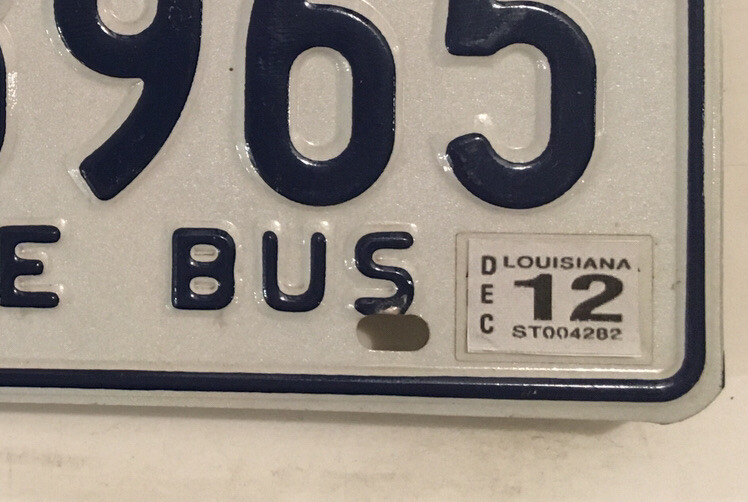 965
E BUS
DEC
LOUISIANA
12
ST004282